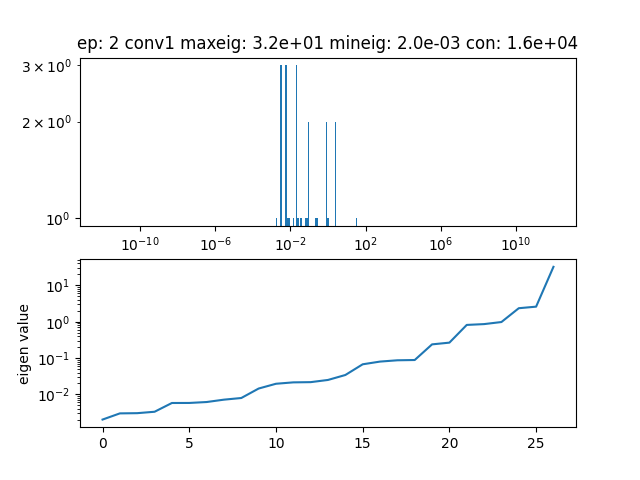 ep: 2 conv1 maxeig: 3.2e+01 mineig: 2.0e-03 con: 1.6e+04
3 × 10⁰
2 × 10⁰
10⁰
10⁻¹⁰ 10⁻⁶ 10⁻² 10² 10⁶ 10¹⁰
eigen value
10¹
10⁰
10⁻¹
10⁻²
0 5 10 15 20 25